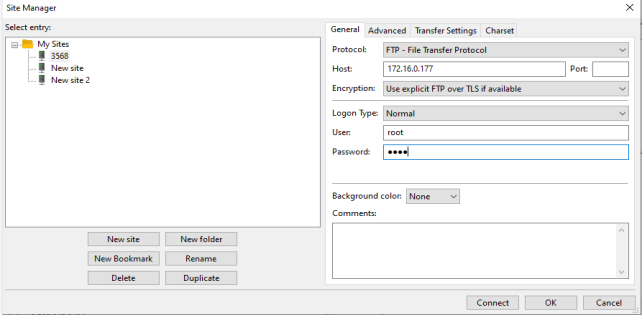 Site Manager
Select entry:
My Sites
3568
New site
New site 2
New site New folder
New Bookmark Rename
Delete Duplicate
General Advanced Transfer Settings Charset
Protocol: FTP - File Transfer Protocol
Host: 172.16.0.177 Port:
Encryption: Use explicit FTP over TLS if available
Logon Type: Normal
User: root
Password: ••••
Background color: None
Comments:
Connect OK Cancel